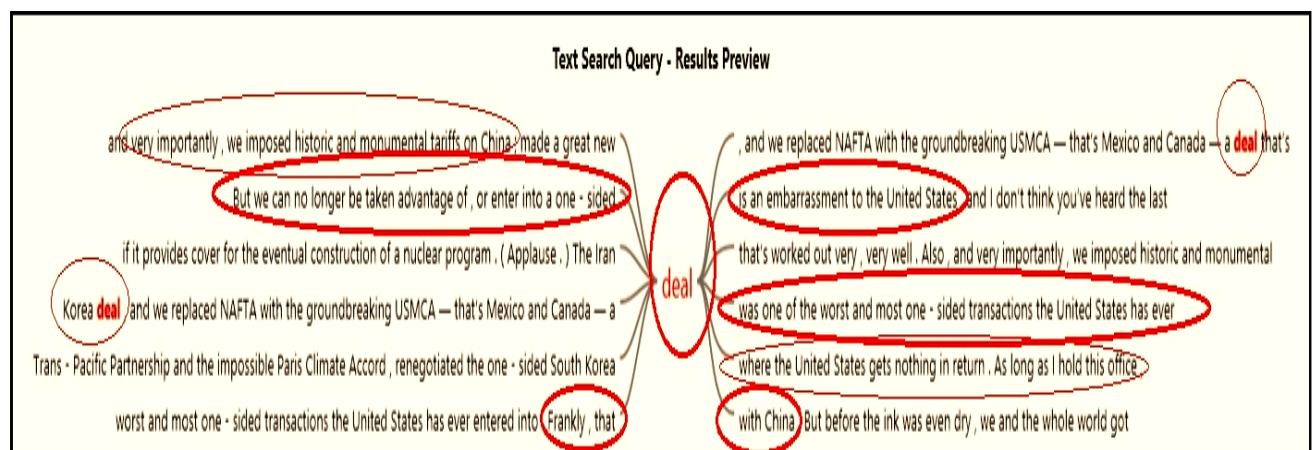 Text Search Query - Results Preview
and very importantly , we imposed historic and monumental tariffs on China , made a great new
But we can no longer be taken advantage of , or enter into a one - sided
if it provides cover for the eventual construction of a nuclear program . ( Applause . ) The Iran
Korea deal and we replaced NAFTA with the groundbreaking USMCA — that's Mexico and Canada — a
Trans - Pacific Partnership and the impossible Paris Climate Accord , renegotiated the one - sided South Korea
worst and most one - sided transactions the United States has ever entered into . Frankly , that
deal
, and we replaced NAFTA with the groundbreaking USMCA — that's Mexico and Canada — a deal that's
is an embarrassment to the United States , and I don't think you've heard the last
that's worked out very , very well . Also , and very importantly , we imposed historic and monumental
was one of the worst and most one - sided transactions the United States has ever
where the United States gets nothing in return . As long as I hold this office ,
with China . But before the ink was even dry , we and the whole world got